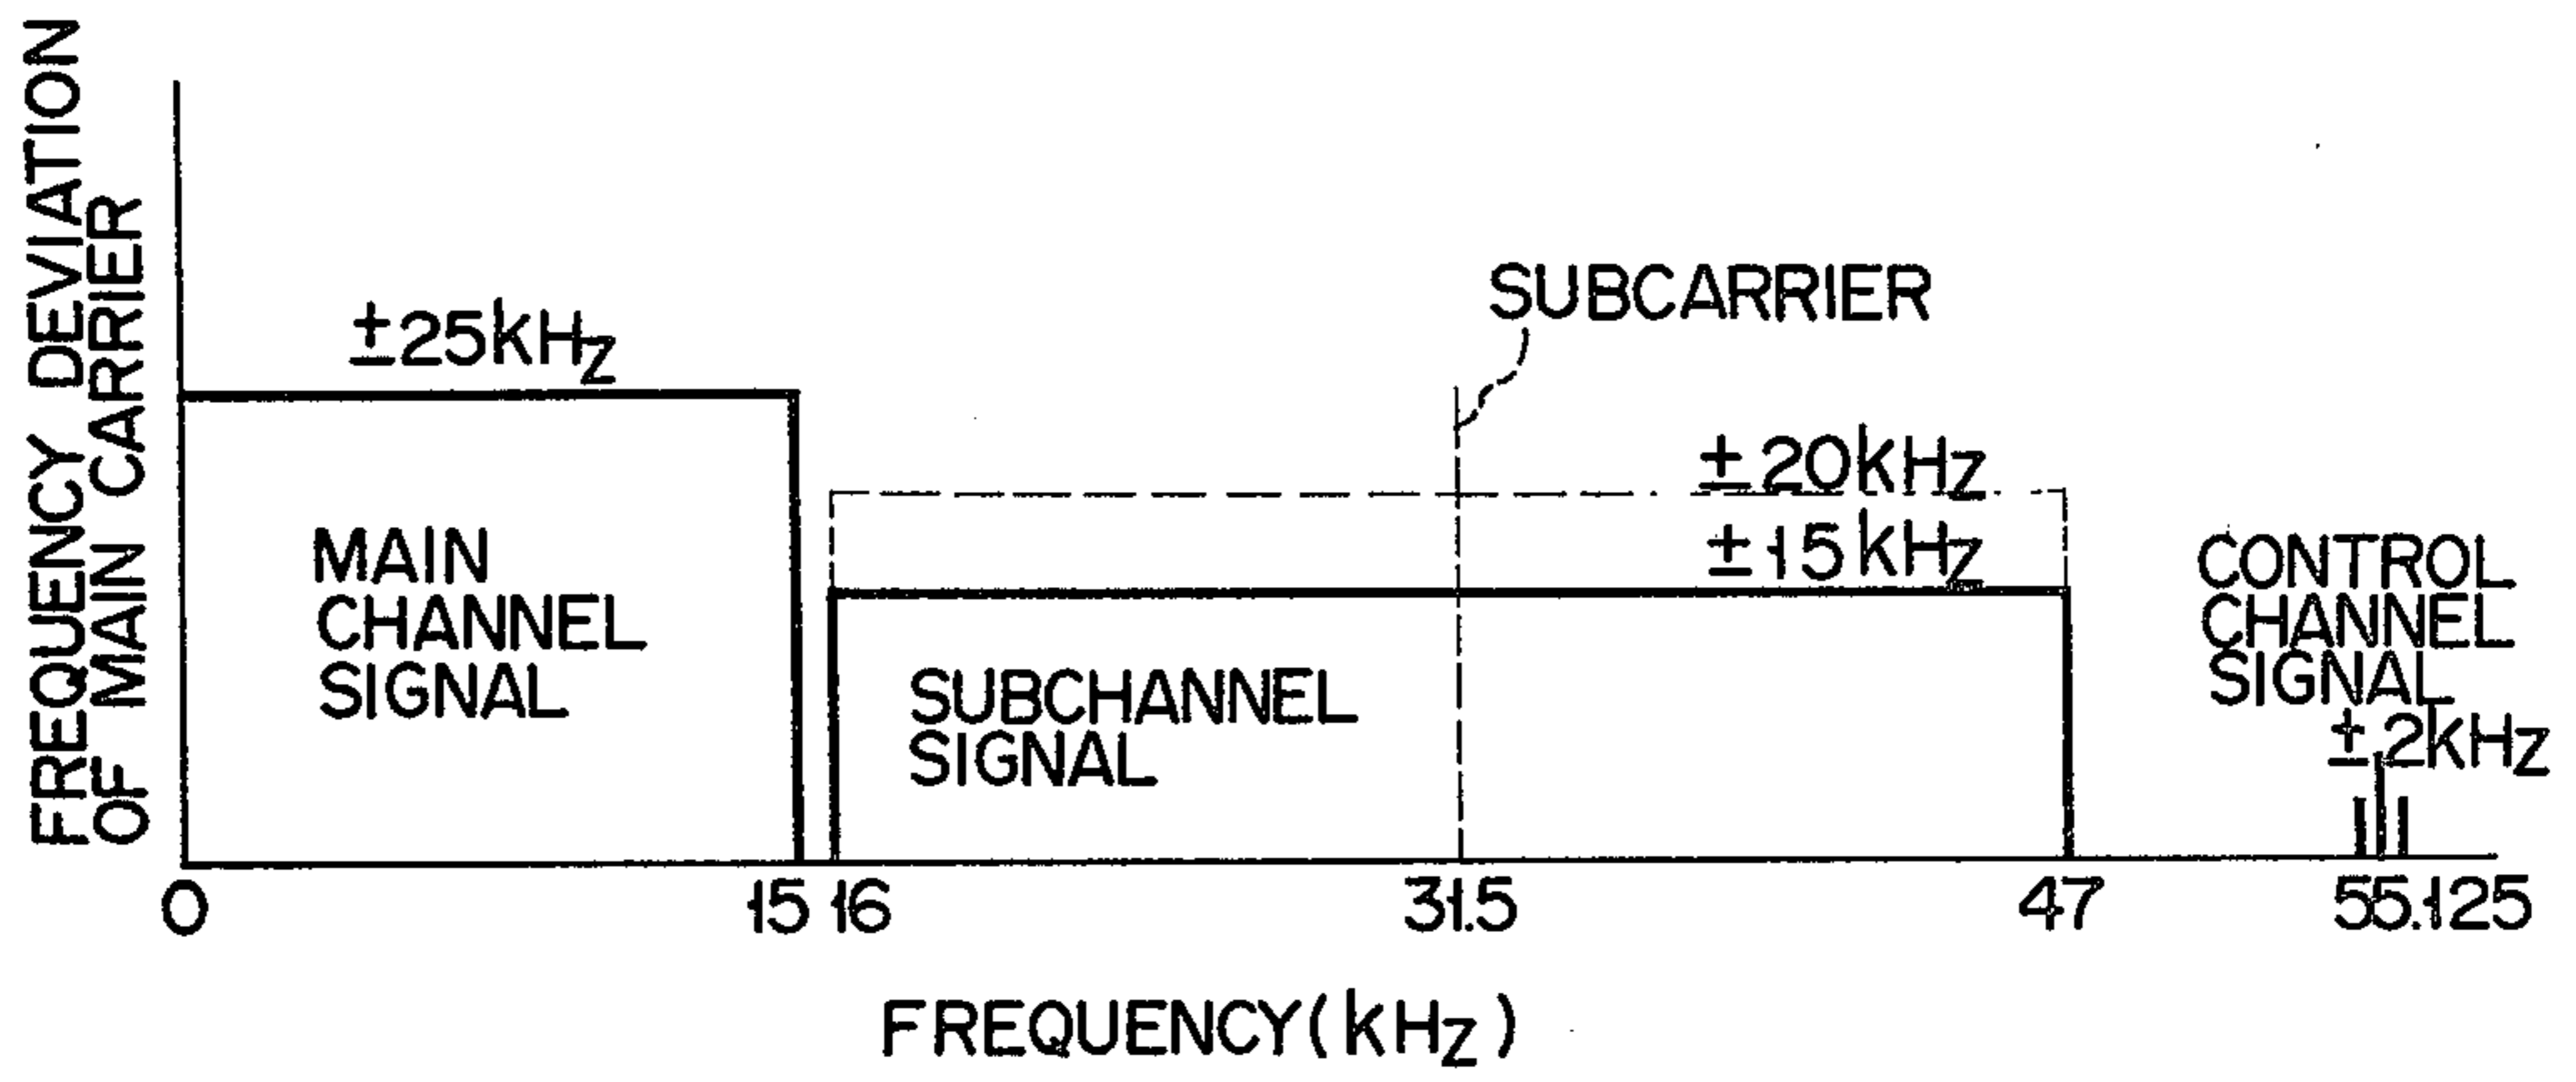 FREQUENCY DEVIATION
OF MAIN CARRIER
±25kHz
SUBCARRIER
±20kHz
±15kHz
MAIN
CHANNEL
SIGNAL
SUBCHANNEL
SIGNAL
CONTROL
CHANNEL
SIGNAL
±2kHz
0
15
16
31.5
47
55.125
FREQUENCY(kHz)